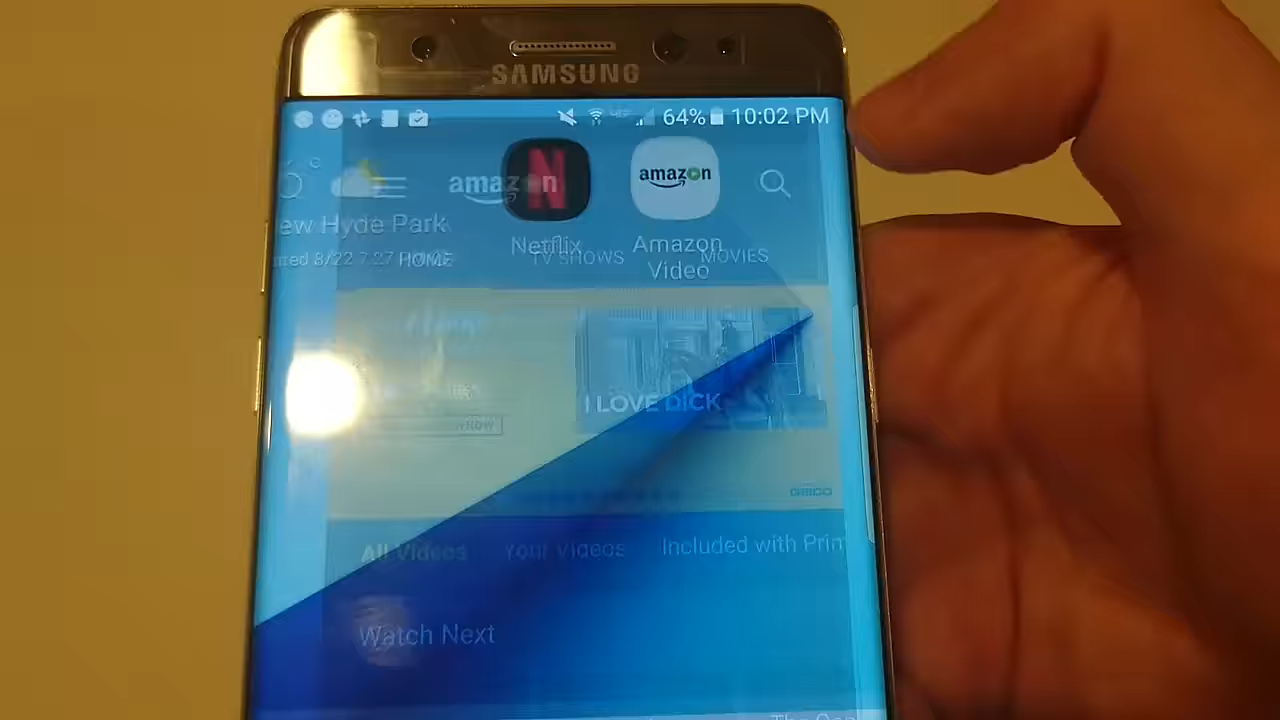 SAMSUNG
64% 10:02 PM
amazon
amazon
ew Hyde Park
Netflix
Amazon
Video
8/22 7:27
HOME
TV SHOWS
MOVIES
I LOVE DICK
All Videos
Your Videos
Included with Prim
Watch Next